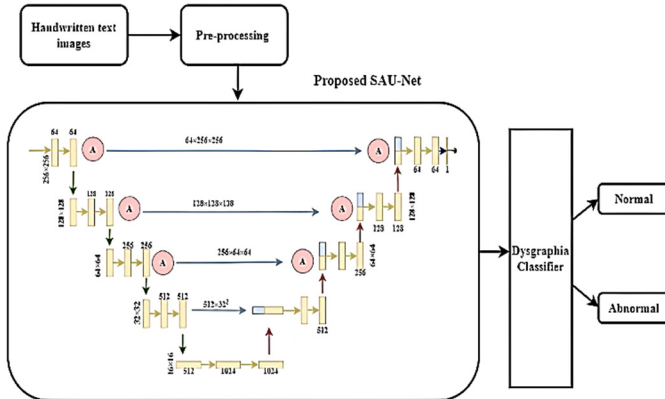 Handwritten text
images
Pre-processing
Proposed SAU-Net
64 64
256×256
A
64×256×256
A
64 64 1
128×128
128 128
A
128×128×138
A
128 128
128×128
64×64
256 256
A
256×64×64
A
256
64×64
32×32
512 512
512×32²
512
16×16
512
1024
1024
Dysgraphia
Classifier
Normal
Abnormal